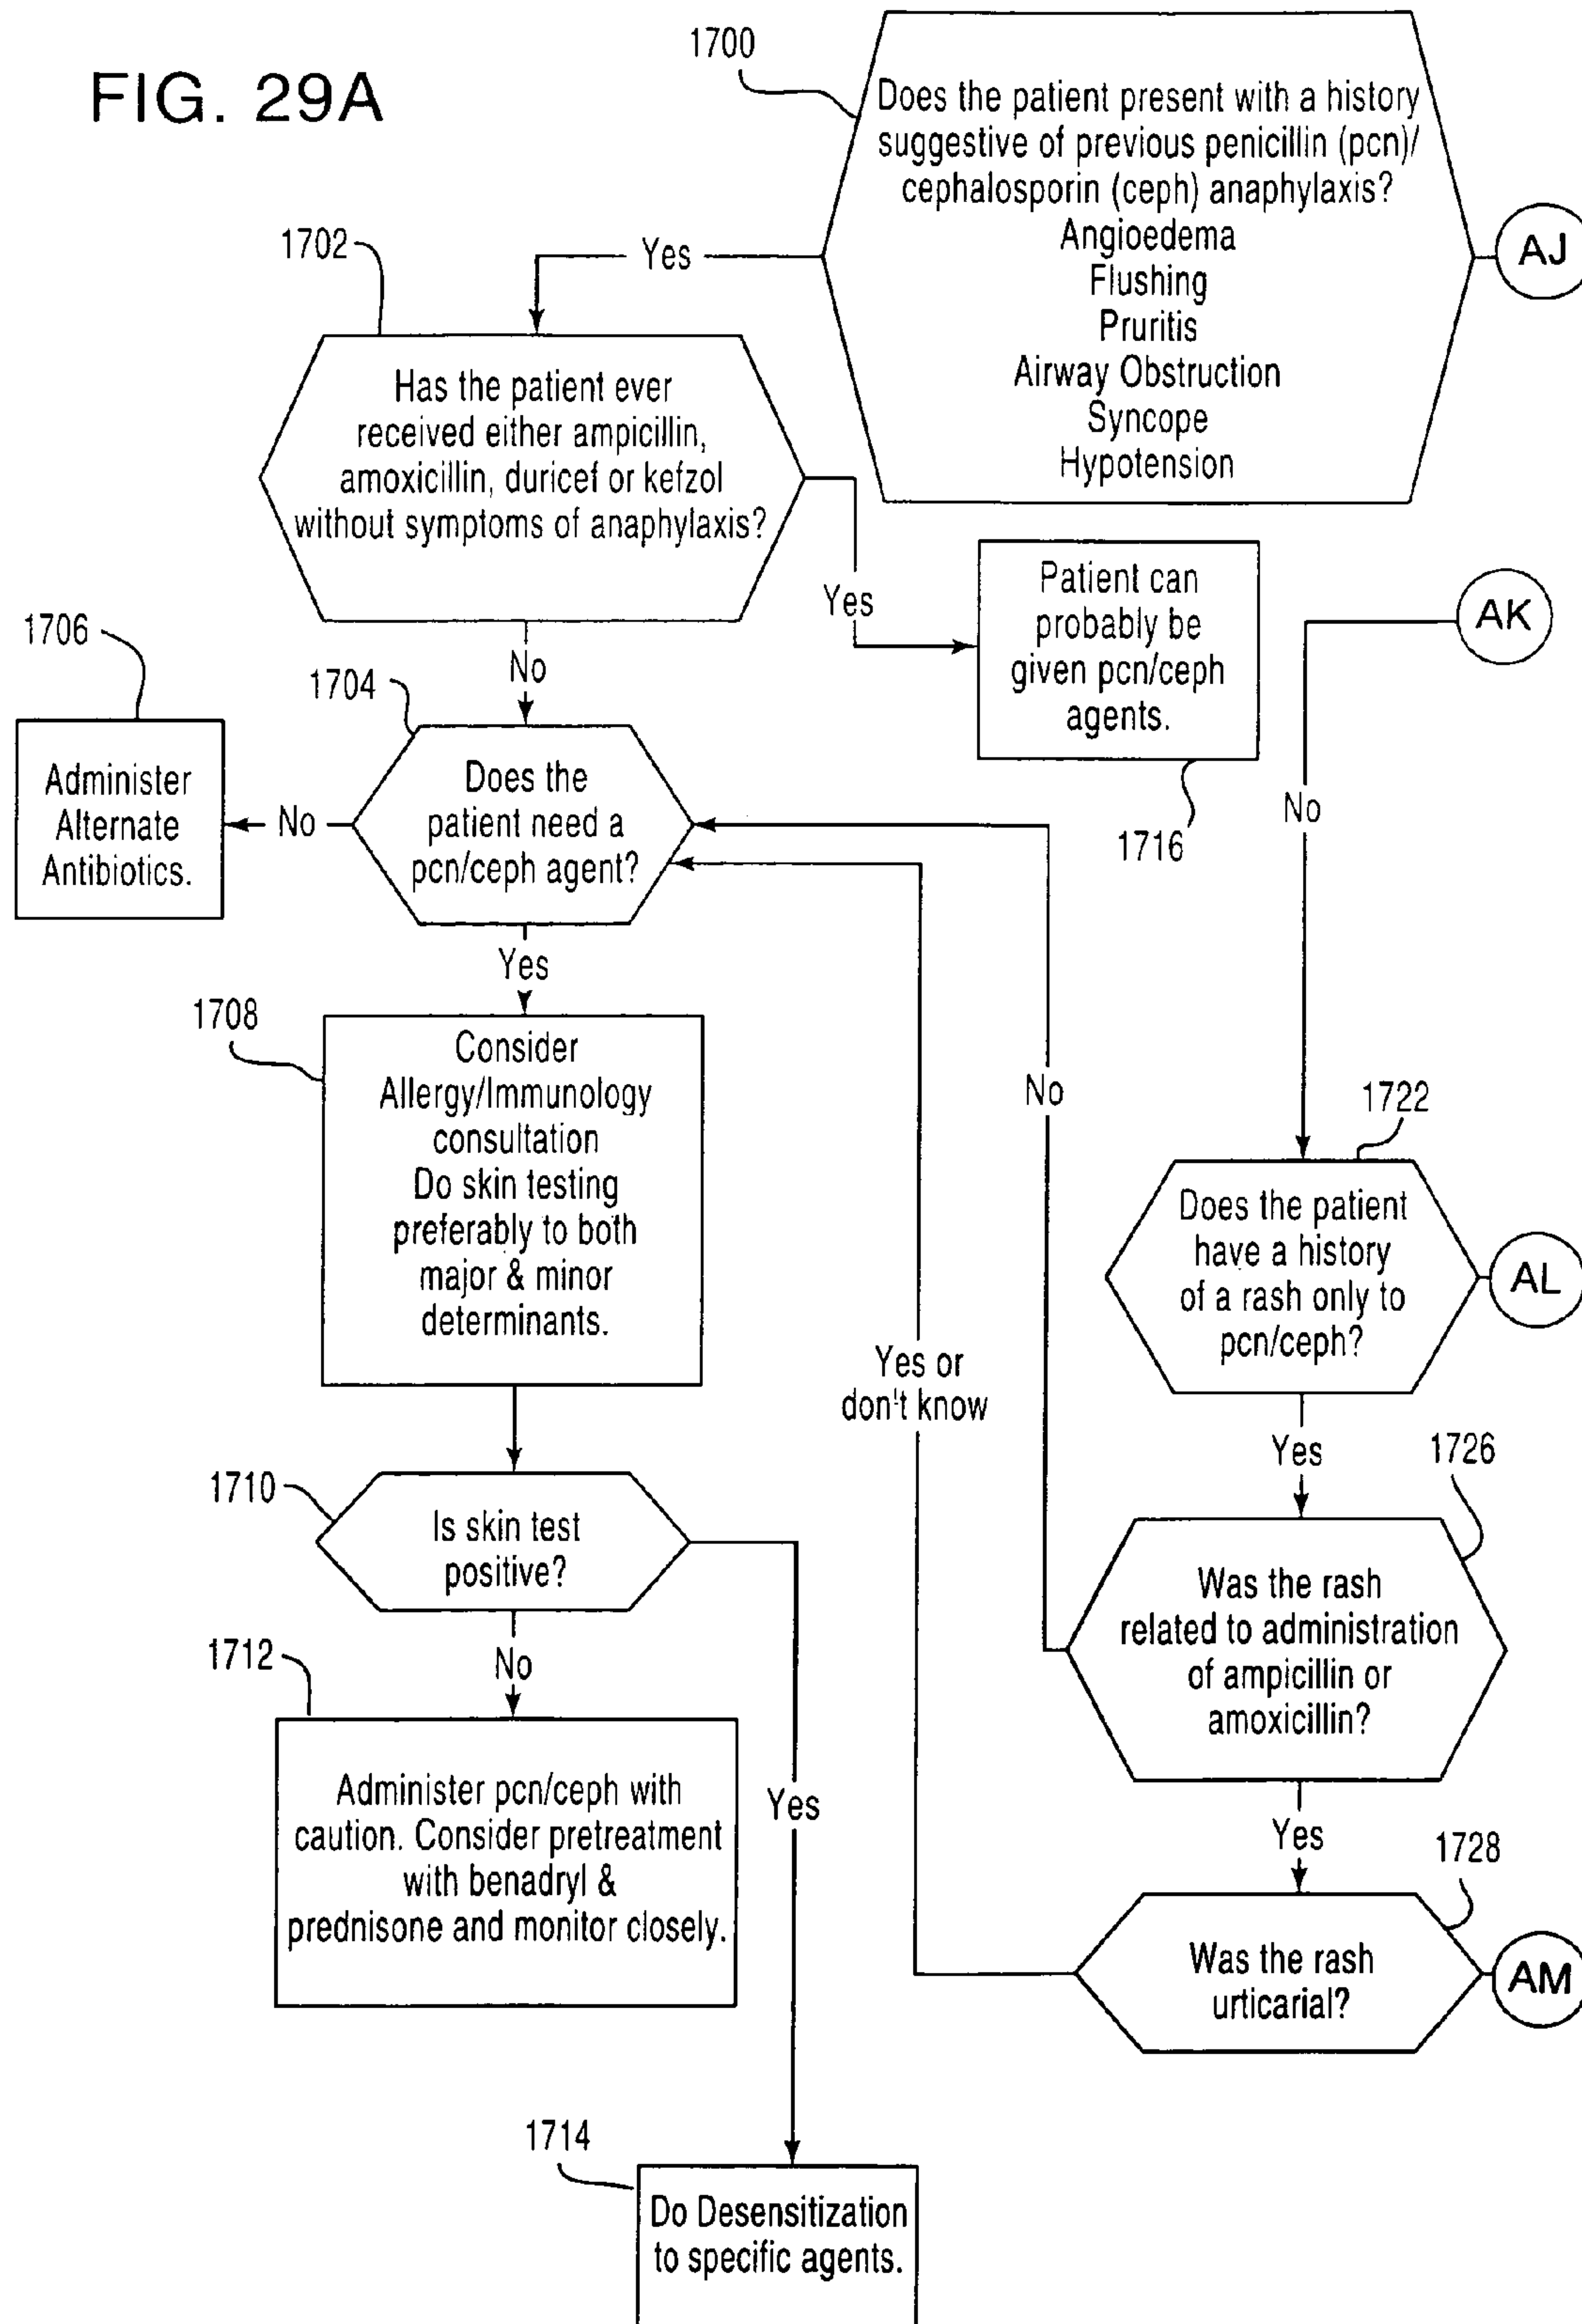 FIG. 29A
1700
Does the patient present with a history
suggestive of previous penicillin (pcn)/
cephalosporin (ceph) anaphylaxis?
Angioedema
Flushing
Pruritis
Airway Obstruction
Syncope
Hypotension
AJ
Yes
1702
Has the patient ever
received either ampicillin,
amoxicillin, duricef or kefzol
without symptoms of anaphylaxis?
Yes
No
Patient can
probably be
given pcn/ceph
agents.
1716
AK
No
1706
Administer
Alternate
Antibiotics.
No
1704
Does the
patient need a
pcn/ceph agent?
Yes
1708
Consider
Allergy/Immunology
consultation
Do skin testing
preferably to both
major & minor
determinants.
No
1722
Does the patient
have a history
of a rash only to
pcn/ceph?
AL
Yes or
don't know
Yes
1710
Is skin test
positive?
1726
Was the rash
related to administration
of ampicillin or
amoxicillin?
No
1712
Administer pcn/ceph with
caution. Consider pretreatment
with benadryl &
prednisone and monitor closely.
Yes
Yes
1728
Was the rash
urticarial?
AM
1714
Do Desensitization
to specific agents.